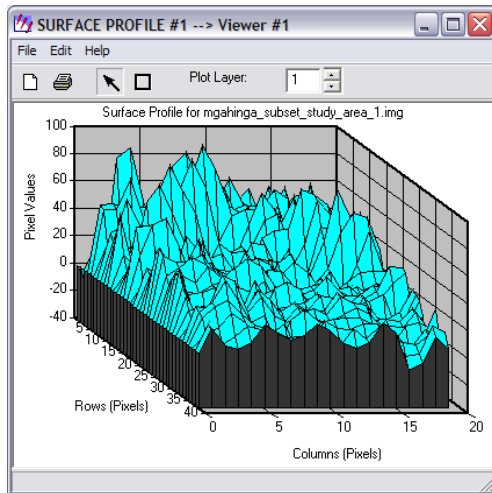 SURFACE PROFILE #1 --> Viewer #1
File Edit Help
Plot Layer: 1
Surface Profile for mgahinga_subset_study_area_1.img
100
80
60
40
20
0
-20
-40
Pixel Values
5
10
15
20
25
30
35
40
Rows (Pixels)
0 5 10 15 20
Columns (Pixels)